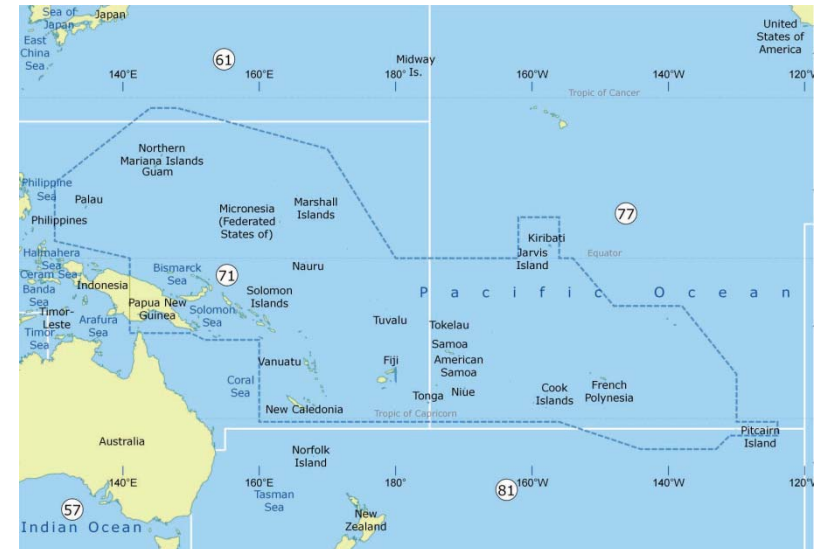 Sea of
Japan
Japan
East
China
Sea
61
Midway
Is.
United
States of
America
140°E
160°E
180°
160°W
140°W
120°W
Tropic of Cancer
Northern
Mariana Islands
Guam
Philippine
Sea
Palau
Philippines
Micronesia
(Federated
States of)
Marshall
Islands
77
Kiribati
Jarvis
Island
Equator
Halmahera
Sea
Ceram Sea
Banda
Sea
Indonesia
Bismarck
Sea
71
Nauru
Solomon
Islands
Papua New
Guinea
Solomon
Sea
Pacific Ocean
Timor-
Leste
Timor
Sea
Arafura
Sea
Tuvalu
Tokelau
Samoa
American
Samoa
Vanuatu
Fiji
Coral
Sea
Tonga
Niue
Cook
Islands
French
Polynesia
New Caledonia
Tropic of Capricorn
Pitcairn
Island
Australia
Norfolk
Island
140°E
160°E
180
160°W
140°W
120°
81
Tasman
Sea
57
Indian Ocean
New
Zealand